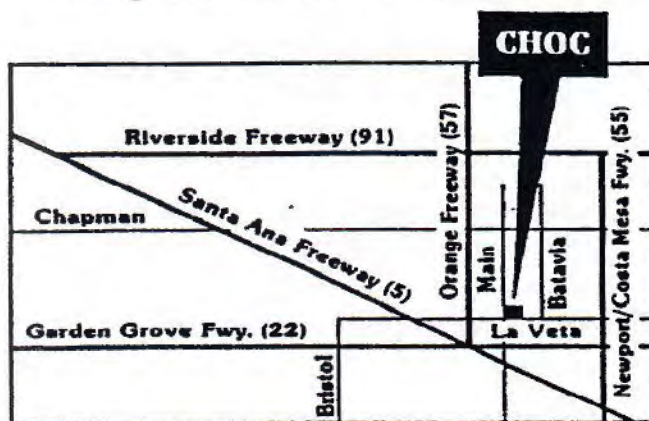 CHOC
Riverside Freeway (91)
Orange Freeway (57)
Newport/Costa Mesa Fwy. (55)
Chapman
Santa Ana Freeway (5)
Main
Batavia
Garden Grove Fwy. (22)
La Veta
Bristol